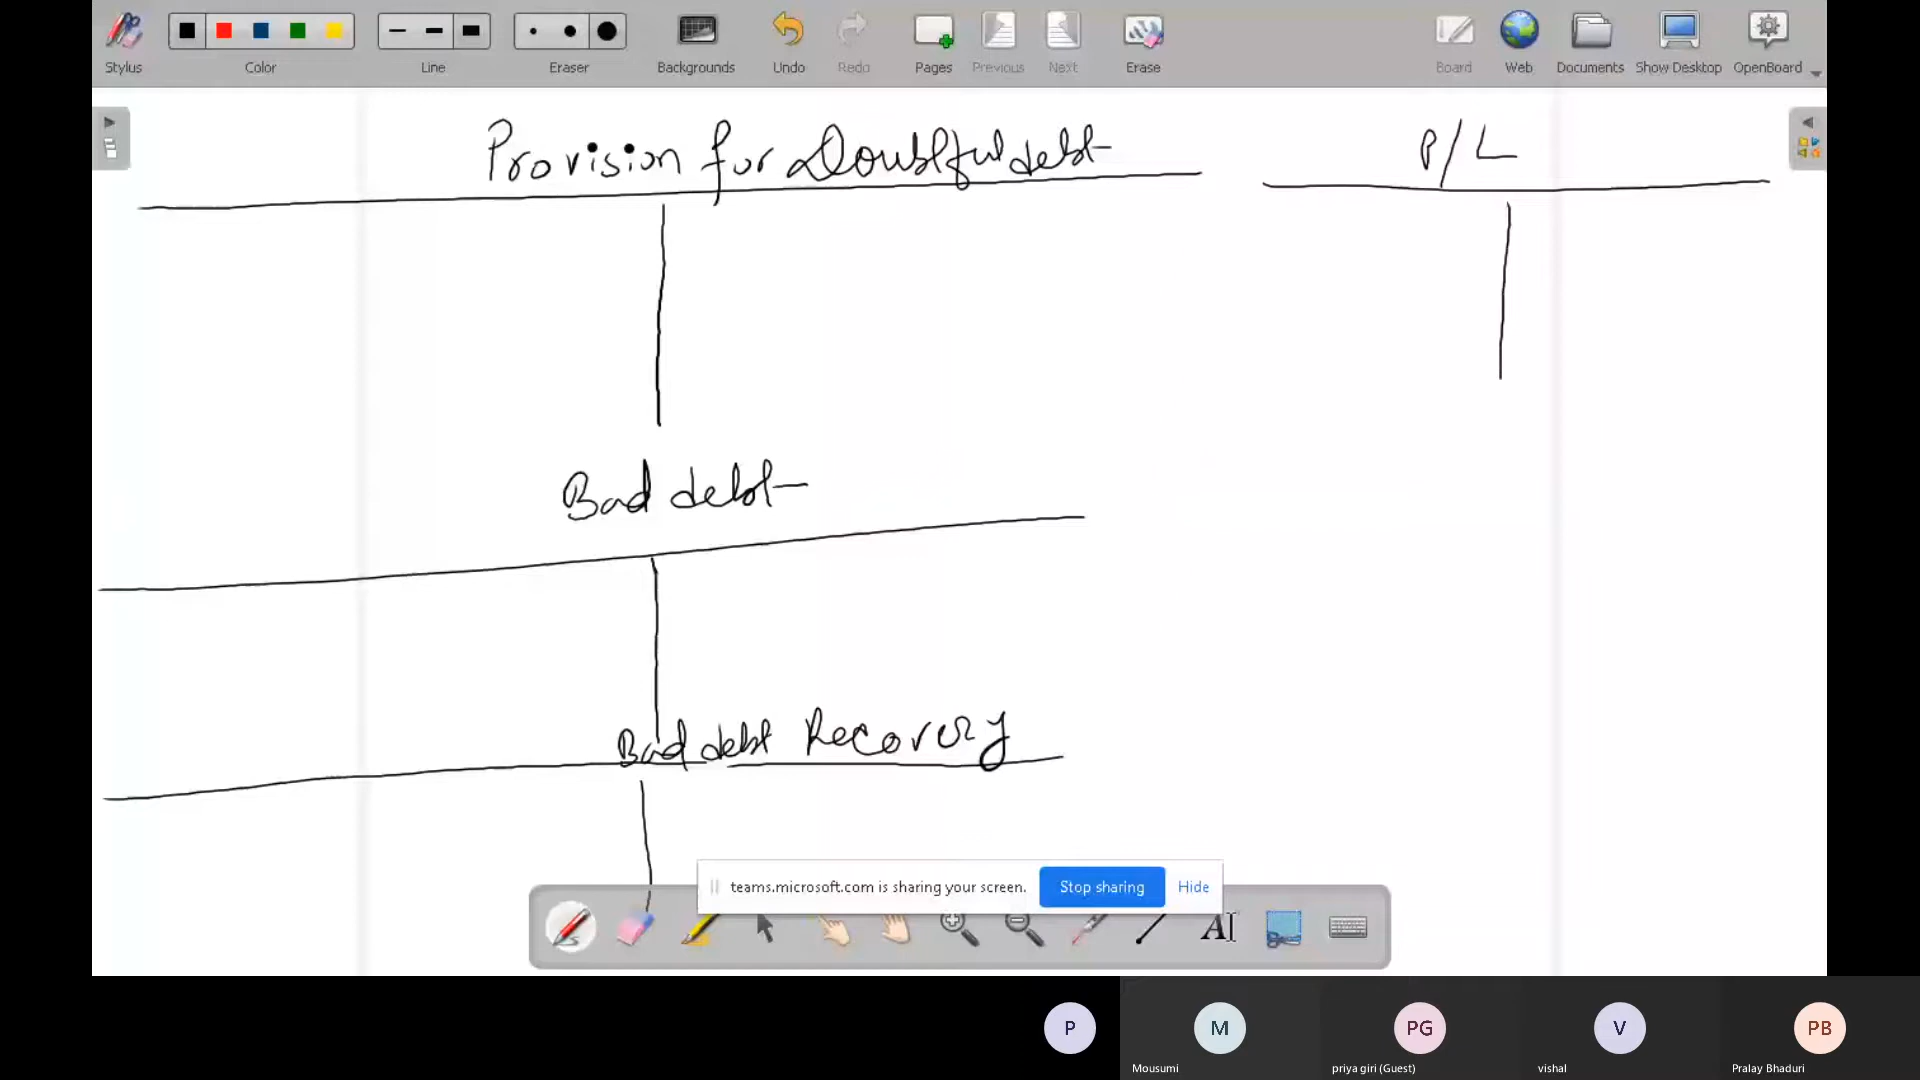 Stylus Color Line Eraser Backgrounds Undo Redo Pages Previous Next Erase Board Web Documents Show Desktop OpenBoard
Provision for Doubtful debt
P/L
Bad debt
Bad debt Recovery
teams.microsoft.com is sharing your screen. Stop sharing Hide
AI
P M PG V PB
Mousumi priya giri (Guest) vishal Pralay Bhaduri